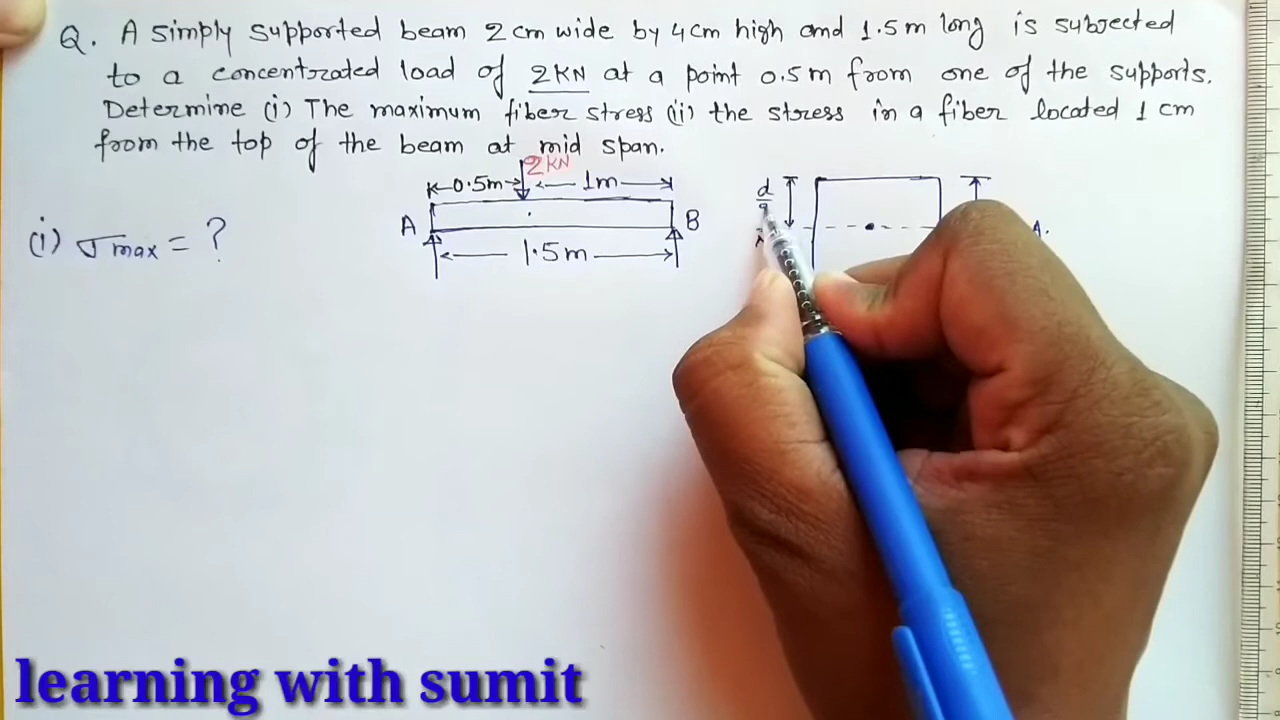 Q. A simply supported beam 2 cm wide by 4 cm high and 1.5 m long is subjected
to a concentrated load of 2KN at a point 0.5 m from one of the supports.
Determine (i) The maximum fiber stress (ii) the stress in a fiber located 1 cm
from the top of the beam at mid span.
2KN
0.5m 1m
A B
1.5m
(i) σmax = ?
d
A.
learning with sumit